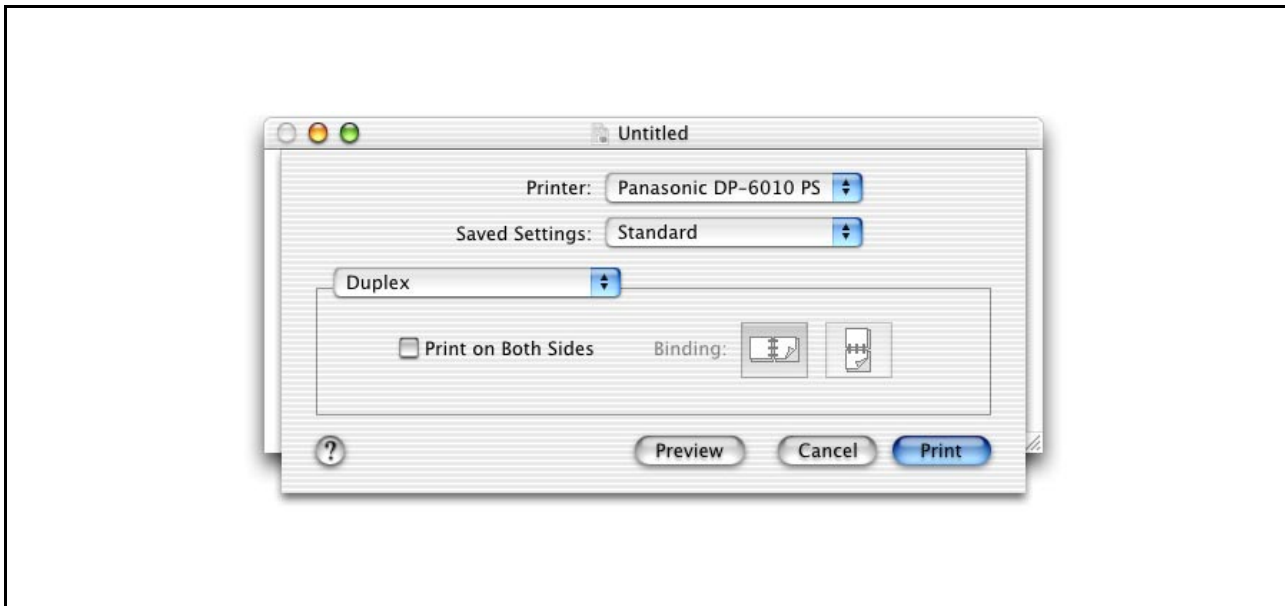 Untitled
Printer: Panasonic DP-6010 PS
Saved Settings: Standard
Duplex
Print on Both Sides Binding:
? Preview Cancel Print